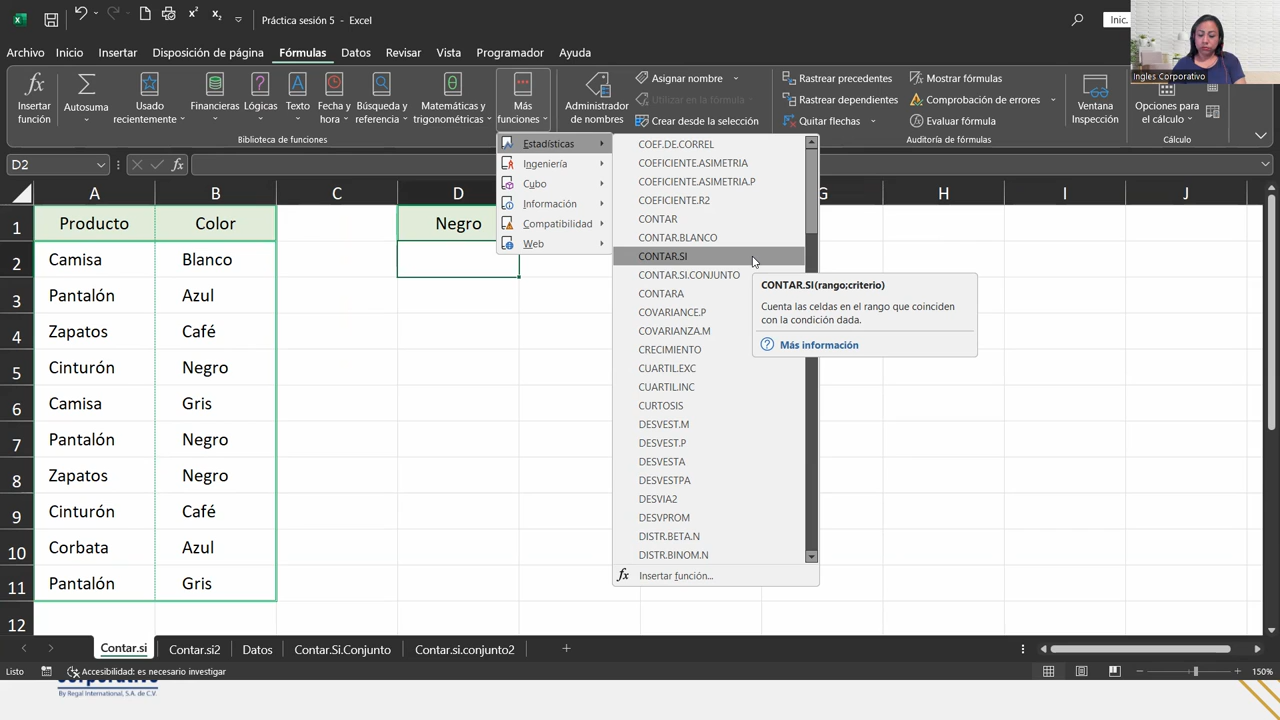 Práctica sesión 5 - Excel
Inic.
Archivo Inicio Insertar Disposición de página Fórmulas Datos Revisar Vista Programador Ayuda
Insertar función
Autosuma
Usado recientemente
Financieras
Lógicas
Texto
Fecha y hora
Búsqueda y referencia
Matemáticas y trigonométricas
Más funciones
Biblioteca de funciones
Administrador de nombres
Asignar nombre
Utilizar en la fórmula
Crear desde la selección
Rastrear precedentes
Rastrear dependientes
Quitar flechas
Mostrar fórmulas
Comprobación de errores
Evaluar fórmula
Auditoría de fórmulas
Ventana Inspección
Opciones para el cálculo
Cálculo
Ingles Corporativo
D2
fx
Estadísticas
Ingeniería
Cubo
Información
Compatibilidad
Web
COEF.DE.CORREL
COEFICIENTE.ASIMETRIA
COEFICIENTE.ASIMETRIA.P
COEFICIENTE.R2
CONTAR
CONTAR.BLANCO
CONTAR.SI
CONTAR.SI.CONJUNTO
CONTARA
COVARIANCE.P
COVARIANZA.M
CRECIMIENTO
CUARTIL.EXC
CUARTIL.INC
CURTOSIS
DESVEST.M
DESVEST.P
DESVESTA
DESVESTPA
DESVIA2
DESVPROM
DISTR.BETA.N
DISTR.BINOM.N
fx Insertar función...
CONTAR.SI(rango;criterio)
Cuenta las celdas en el rango que coinciden
con la condición dada.
Más información
A B C D G H I J
1 Producto Color Negro
2 Camisa Blanco
3 Pantalón Azul
4 Zapatos Café
5 Cinturón Negro
6 Camisa Gris
7 Pantalón Negro
8 Zapatos Negro
9 Cinturón Café
10 Corbata Azul
11 Pantalón Gris
12
Contar.si Contar.si2 Datos Contar.Si.Conjunto Contar.si.conjunto2
Listo Accesibilidad: es necesario investigar 150%
By Regal International, S.A. de C.V.